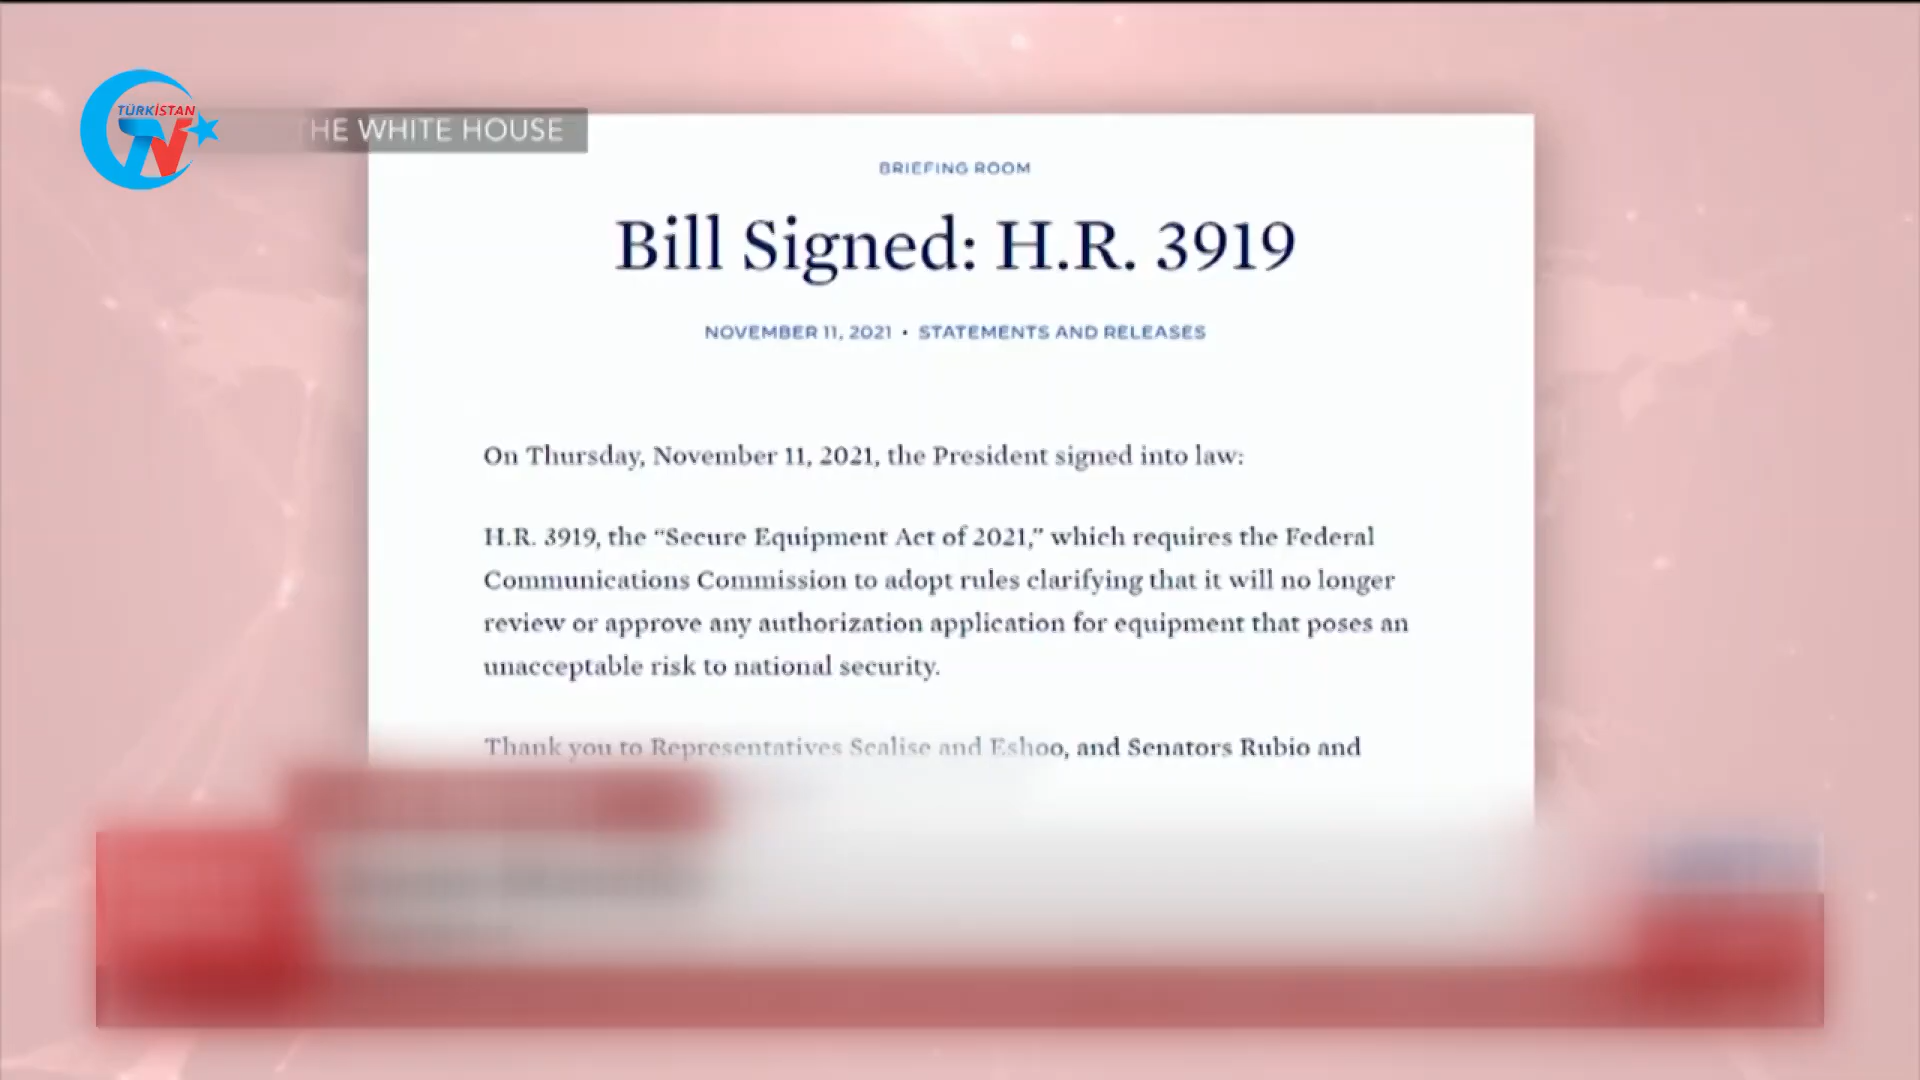 TÜRKİSTAN
TV
HE WHITE HOUSE
BRIEFING ROOM
Bill Signed: H.R. 3919
NOVEMBER 11, 2021 • STATEMENTS AND RELEASES
On Thursday, November 11, 2021, the President signed into law:
H.R. 3919, the “Secure Equipment Act of 2021,” which requires the Federal
Communications Commission to adopt rules clarifying that it will no longer
review or approve any authorization application for equipment that poses an
unacceptable risk to national security.
Thank you to Representatives Scalise and Eshoo, and Senators Rubio and